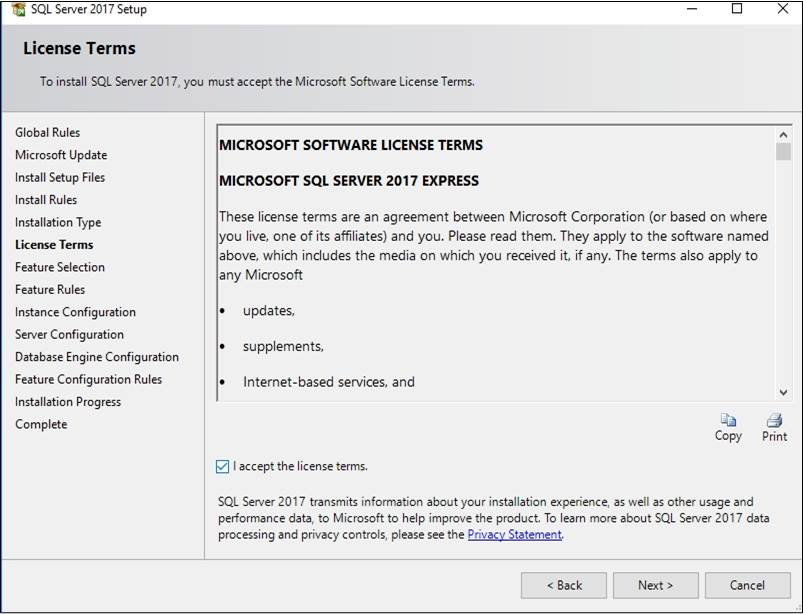 SQL Server 2017 Setup
License Terms
To install SQL Server 2017, you must accept the Microsoft Software License Terms.
Global Rules
Microsoft Update
Install Setup Files
Install Rules
Installation Type
License Terms
Feature Selection
Feature Rules
Instance Configuration
Server Configuration
Database Engine Configuration
Feature Configuration Rules
Installation Progress
Complete
MICROSOFT SOFTWARE LICENSE TERMS
MICROSOFT SQL SERVER 2017 EXPRESS
These license terms are an agreement between Microsoft Corporation (or based on where
you live, one of its affiliates) and you. Please read them. They apply to the software named
above, which includes the media on which you received it, if any. The terms also apply to
any Microsoft
• updates,
• supplements,
• Internet-based services, and
Copy
Print
I accept the license terms.
SQL Server 2017 transmits information about your installation experience, as well as other usage and
performance data, to Microsoft to help improve the product. To learn more about SQL Server 2017 data
processing and privacy controls, please see the Privacy Statement.
< Back
Next >
Cancel